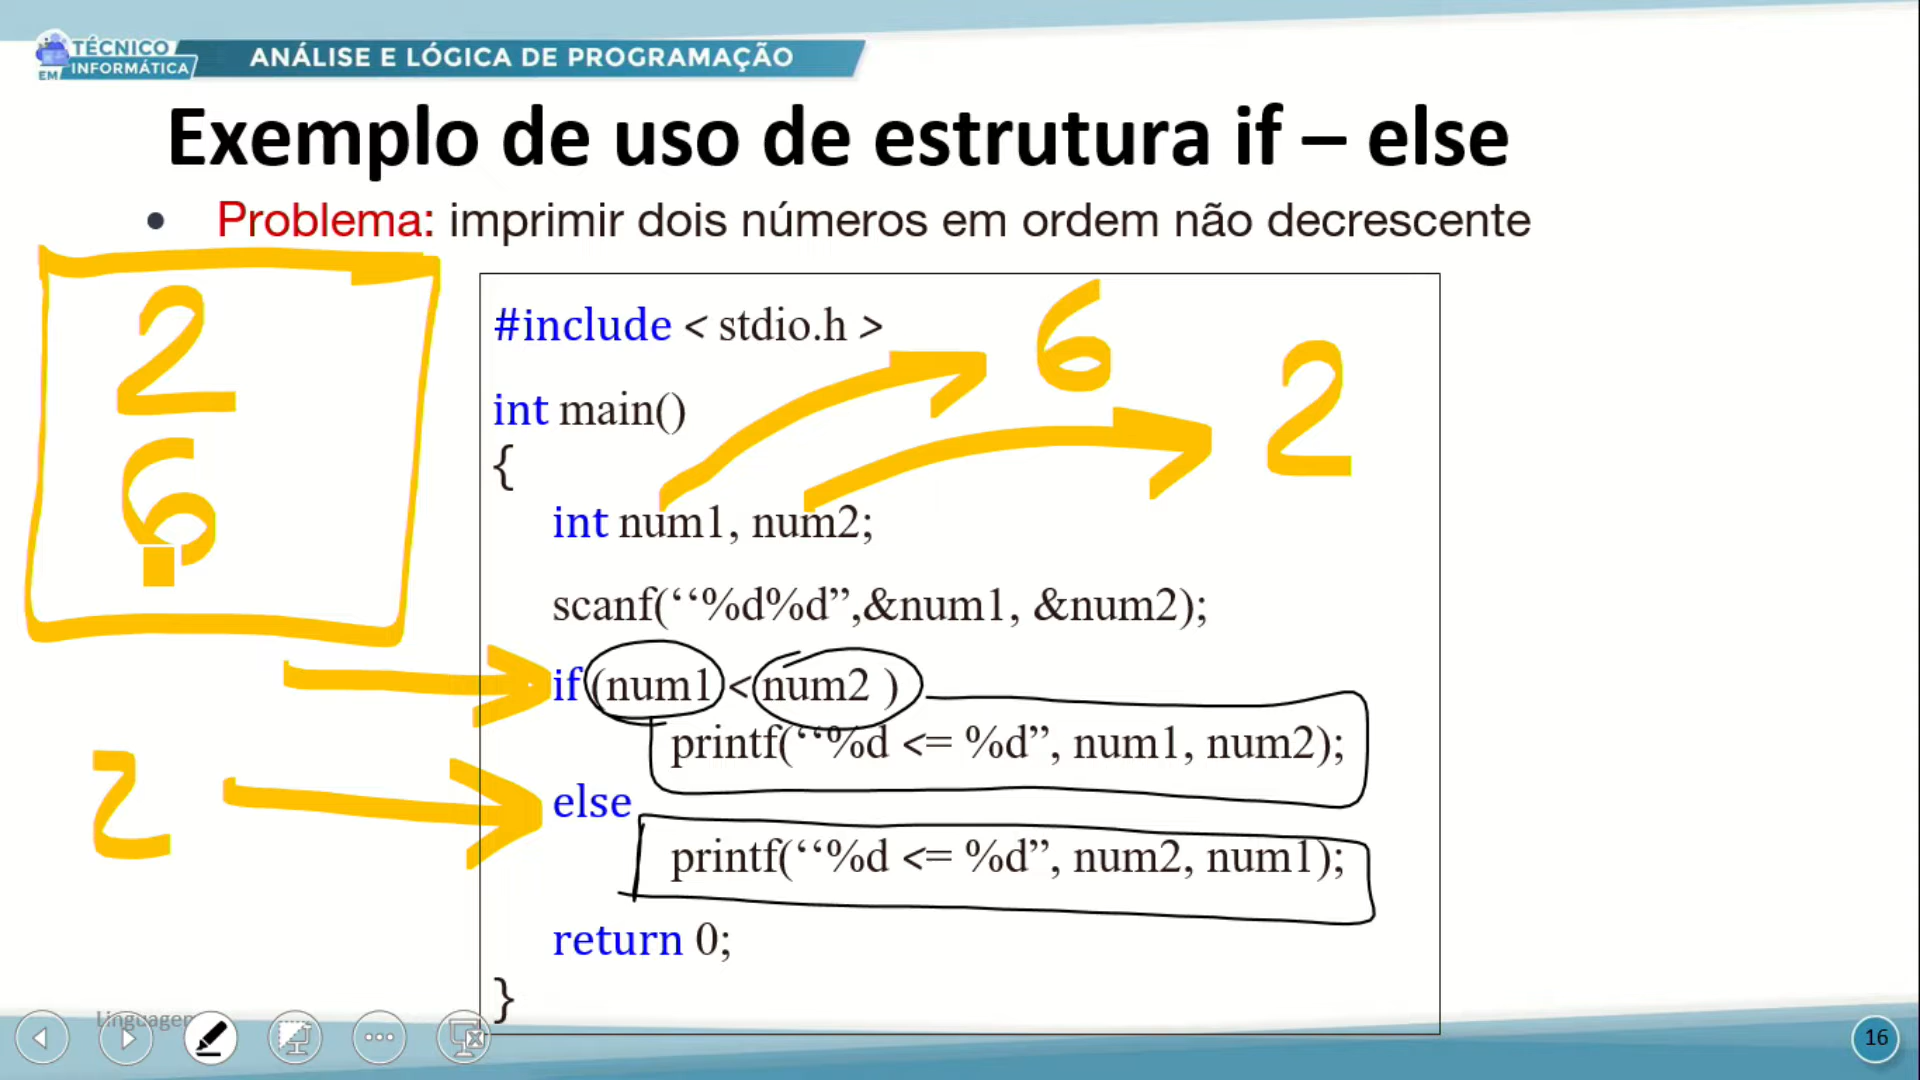 TÉCNICO
EM INFORMÁTICA
ANÁLISE E LÓGICA DE PROGRAMAÇÃO
Exemplo de uso de estrutura if – else
• Problema: imprimir dois números em ordem não decrescente
2
6
#include < stdio.h >
6
2
int main()
{
int num1, num2;
scanf(‘‘%d%d”,&num1, &num2);
if (num1 < num2 )
printf(‘‘%d <= %d”, num1, num2);
2
else
printf(‘‘%d <= %d”, num2, num1);
return 0;
}
16